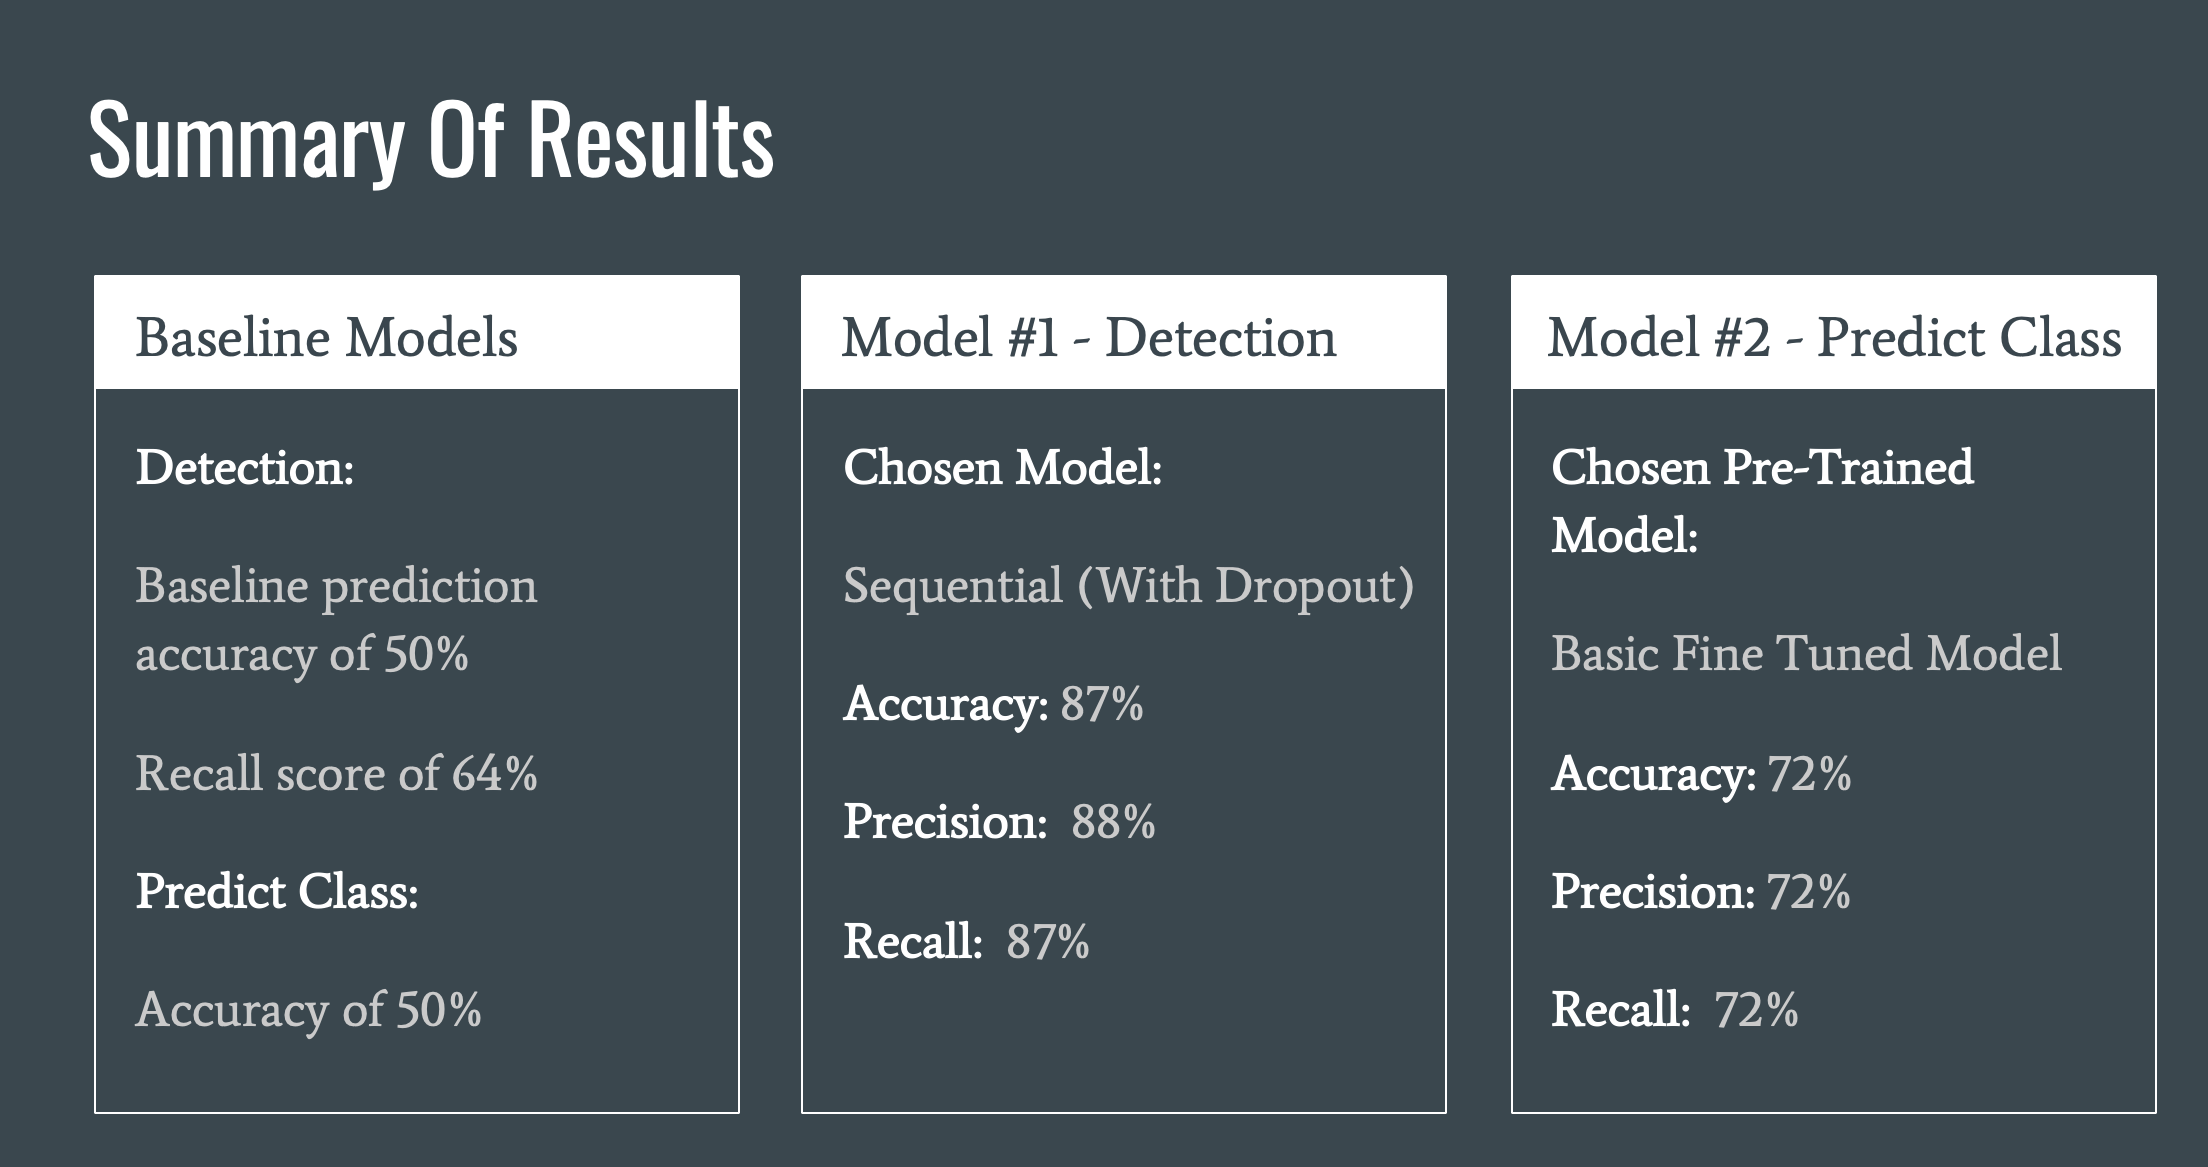 Summary Of Results
Baseline Models
Detection:
Baseline prediction
accuracy of 50%
Recall score of 64%
Predict Class:
Accuracy of 50%
Model #1 - Detection
Chosen Model:
Sequential (With Dropout)
Accuracy: 87%
Precision:  88%
Recall:  87%
Model #2 - Predict Class
Chosen Pre-Trained
Model:
Basic Fine Tuned Model
Accuracy: 72%
Precision: 72%
Recall:  72%